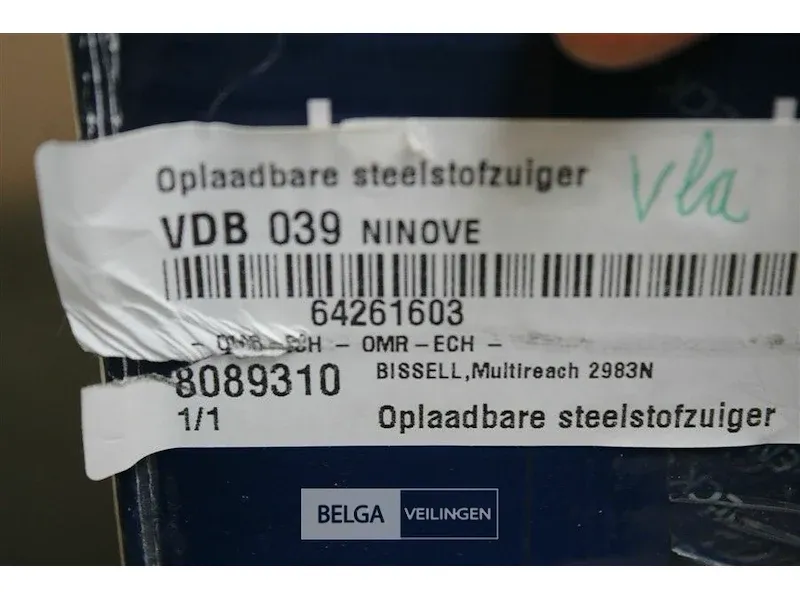 Oplaadbare steelstofzuiger
Vla
VDB 039 NINOVE
64261603
OMR-ECH -
8089310 BISSELL,Multireach 2983N
1/1 Oplaadbare steelstofzuiger
BELGA VEILINGEN